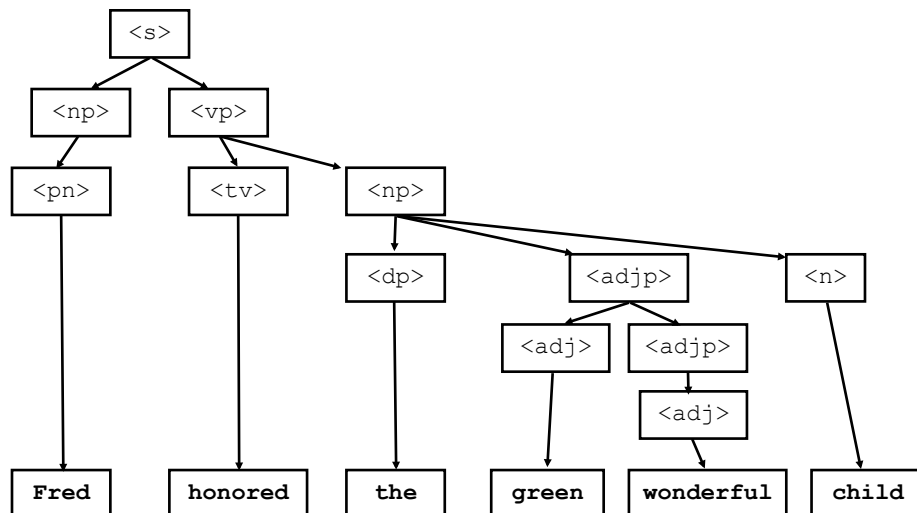 <s>
<np> <vp>
<pn> <tv> <np>
<dp> <adjp> <n>
<adj> <adjp>
<adj>
Fred honored the green wonderful child